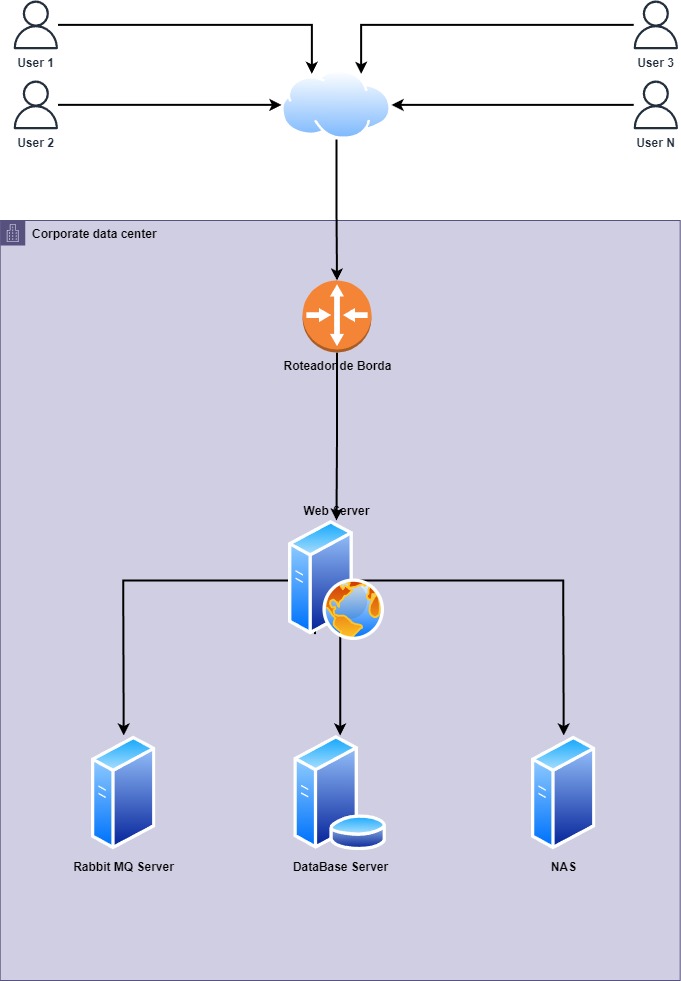 User 1
User 3
User 2
User N
Corporate data center
Roteador de Borda
Web Server
Rabbit MQ Server
DataBase Server
NAS